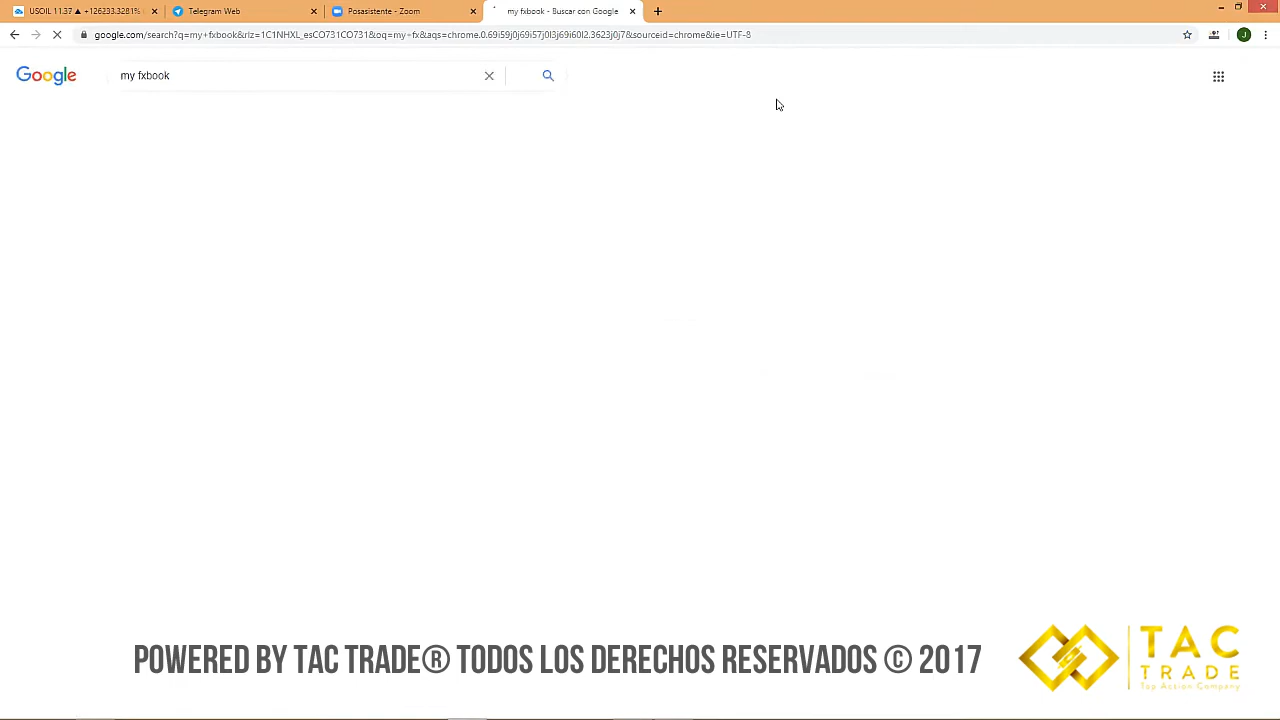 USOIL 11.37 ▲ +126233.3281%
Telegram Web
Posasistente - Zoom
my fxbook - Buscar con Google
google.com/search?q=my+fxbook&rlz=1C1NHXL_esCO731CO731&oq=my+fx&aqs=chrome.0.69i59j0j69i57j0l3j69i60l2.3623j0j7&sourceid=chrome&ie=UTF-8
J
Google
my fxbook
POWERED BY TAC TRADE® TODOS LOS DERECHOS RESERVADOS © 2017
TAC
TRADE
Top Action Company